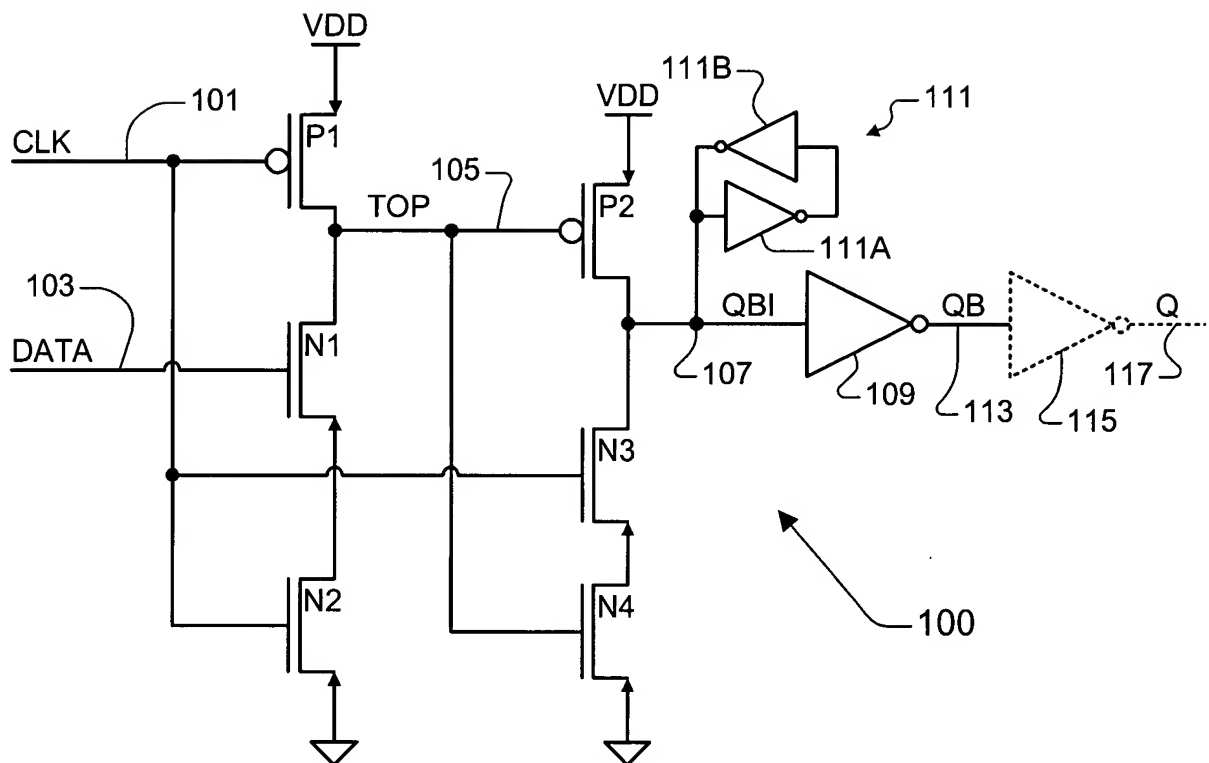 VDD
111B
111
101
VDD
CLK
P1
105
TOP
P2
111A
103
QBI
QB
Q
DATA
N1
107
109
113
115
117
N3
N2
N4
100